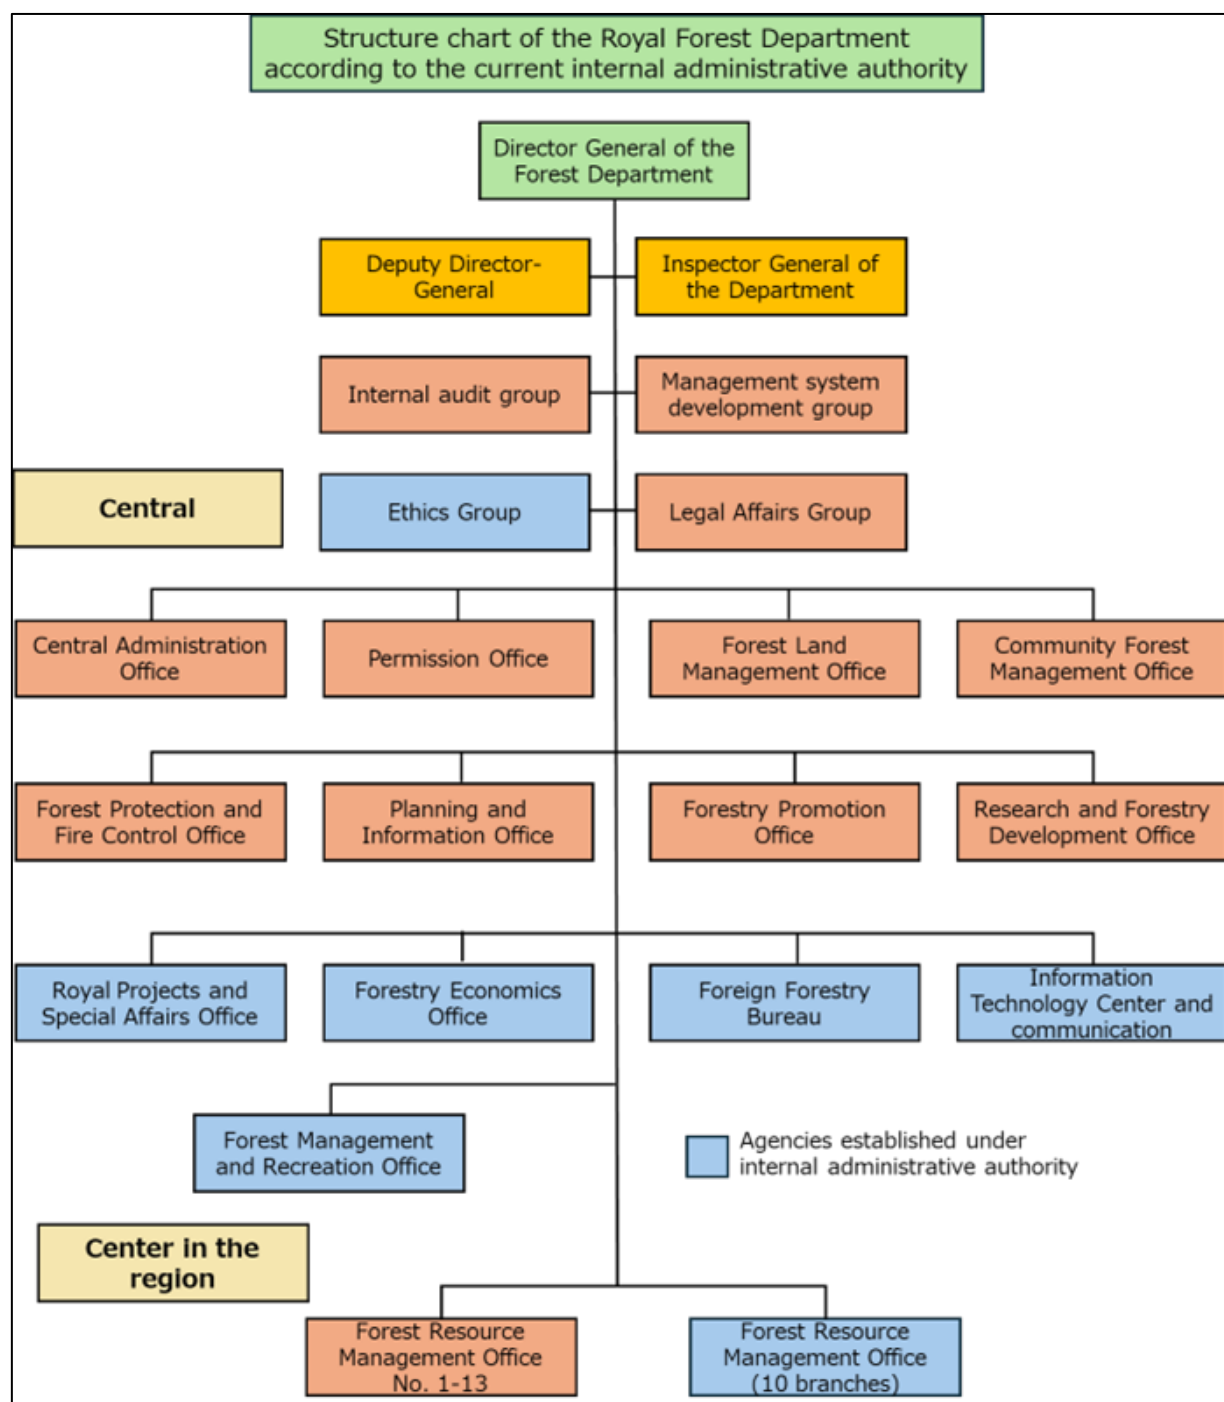 Structure chart of the Royal Forest Department
according to the current internal administrative authority
Director General of the
Forest Department
Deputy Director-
General
Inspector General of
the Department
Internal audit group
Management system
development group
Central
Ethics Group
Legal Affairs Group
Central Administration
Office
Permission Office
Forest Land
Management Office
Community Forest
Management Office
Forest Protection and
Fire Control Office
Planning and
Information Office
Forestry Promotion
Office
Research and Forestry
Development Office
Royal Projects and
Special Affairs Office
Forestry Economics
Office
Foreign Forestry
Bureau
Information
Technology Center and
communication
Forest Management
and Recreation Office
Agencies established under
internal administrative authority
Center in the
region
Forest Resource
Management Office
No. 1-13
Forest Resource
Management Office
(10 branches)